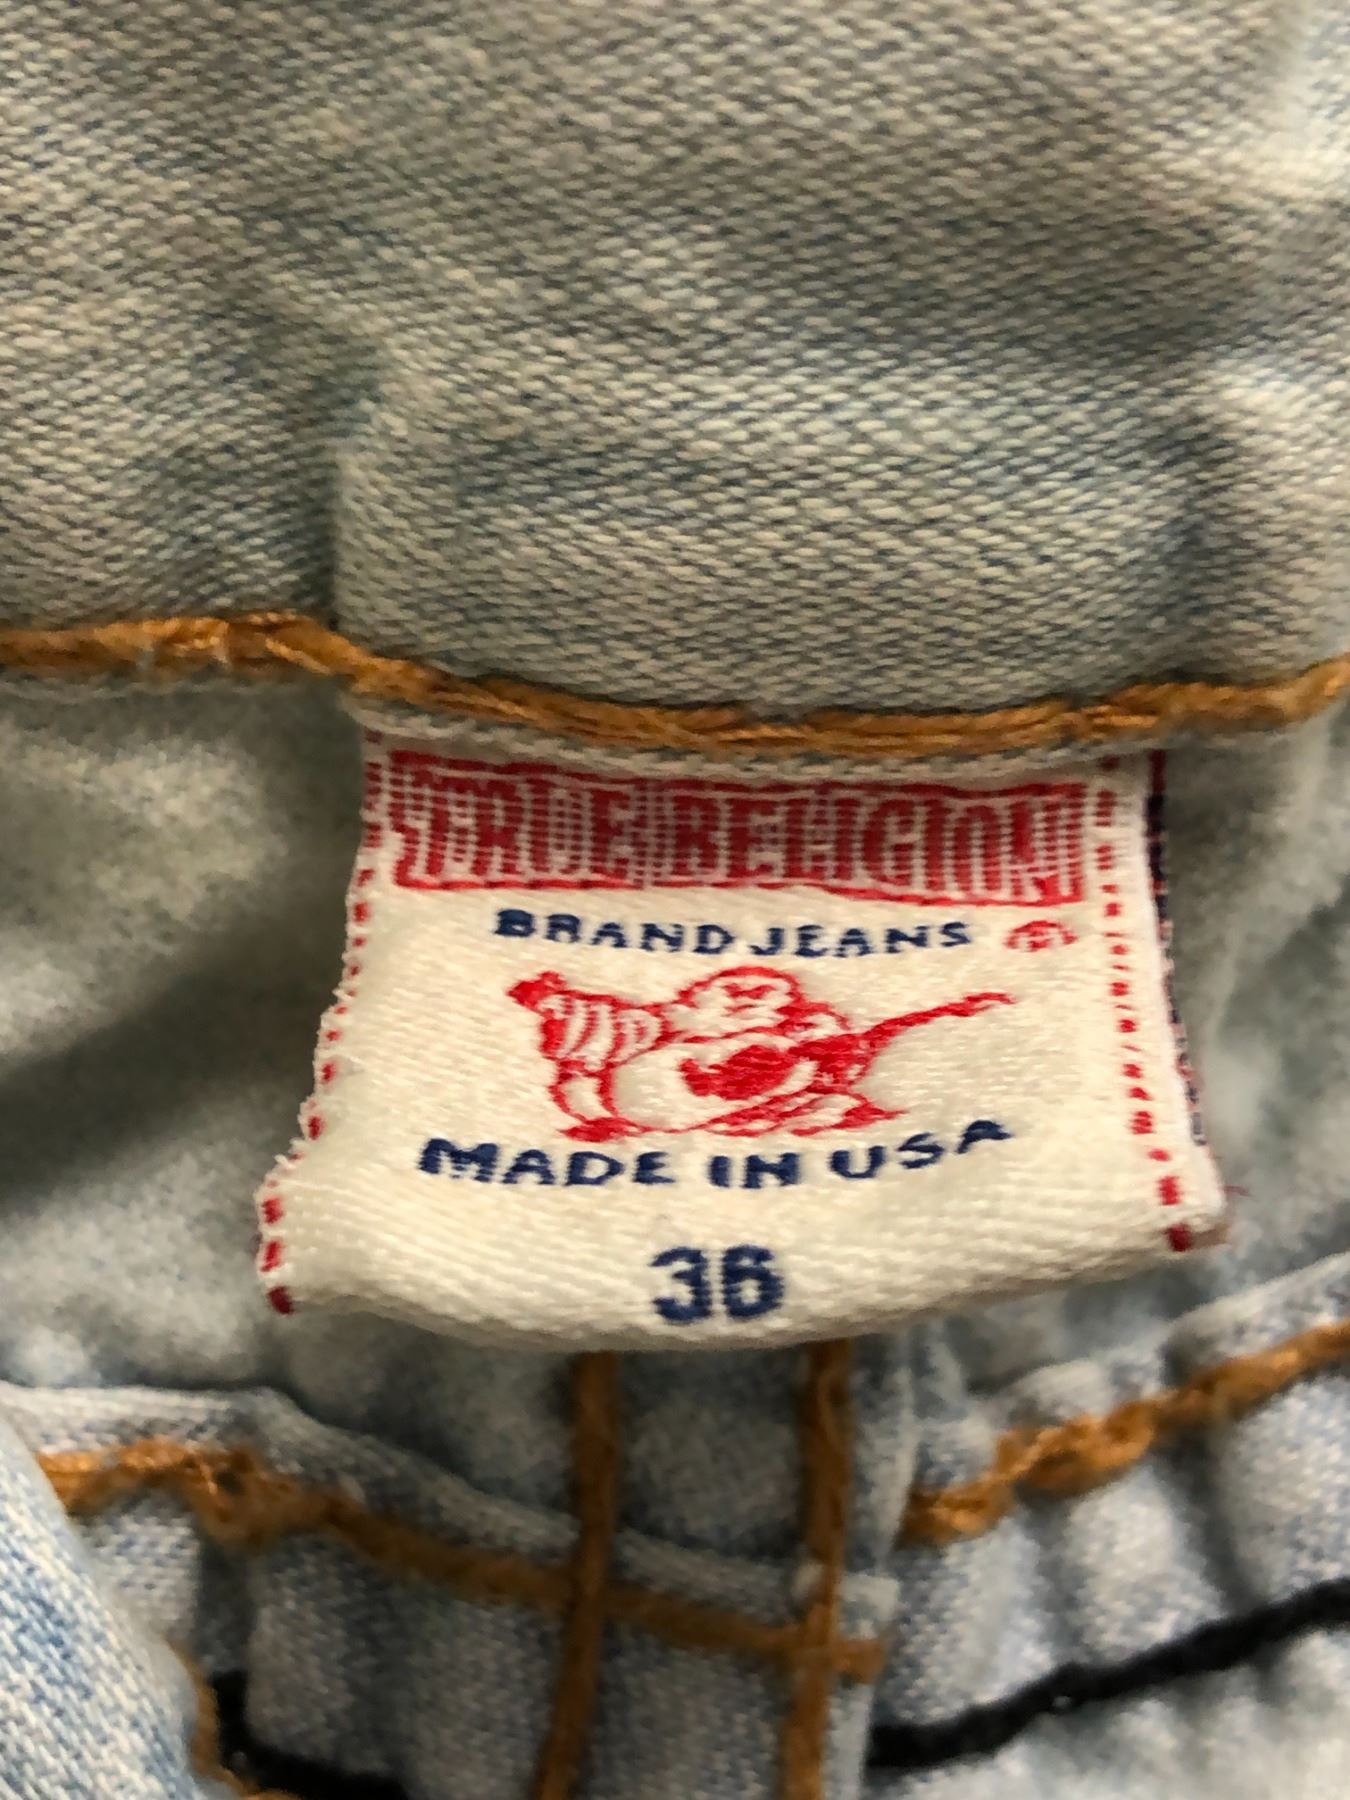 TRUE RELIGION
BRAND JEANS ®
MADE IN USA
36